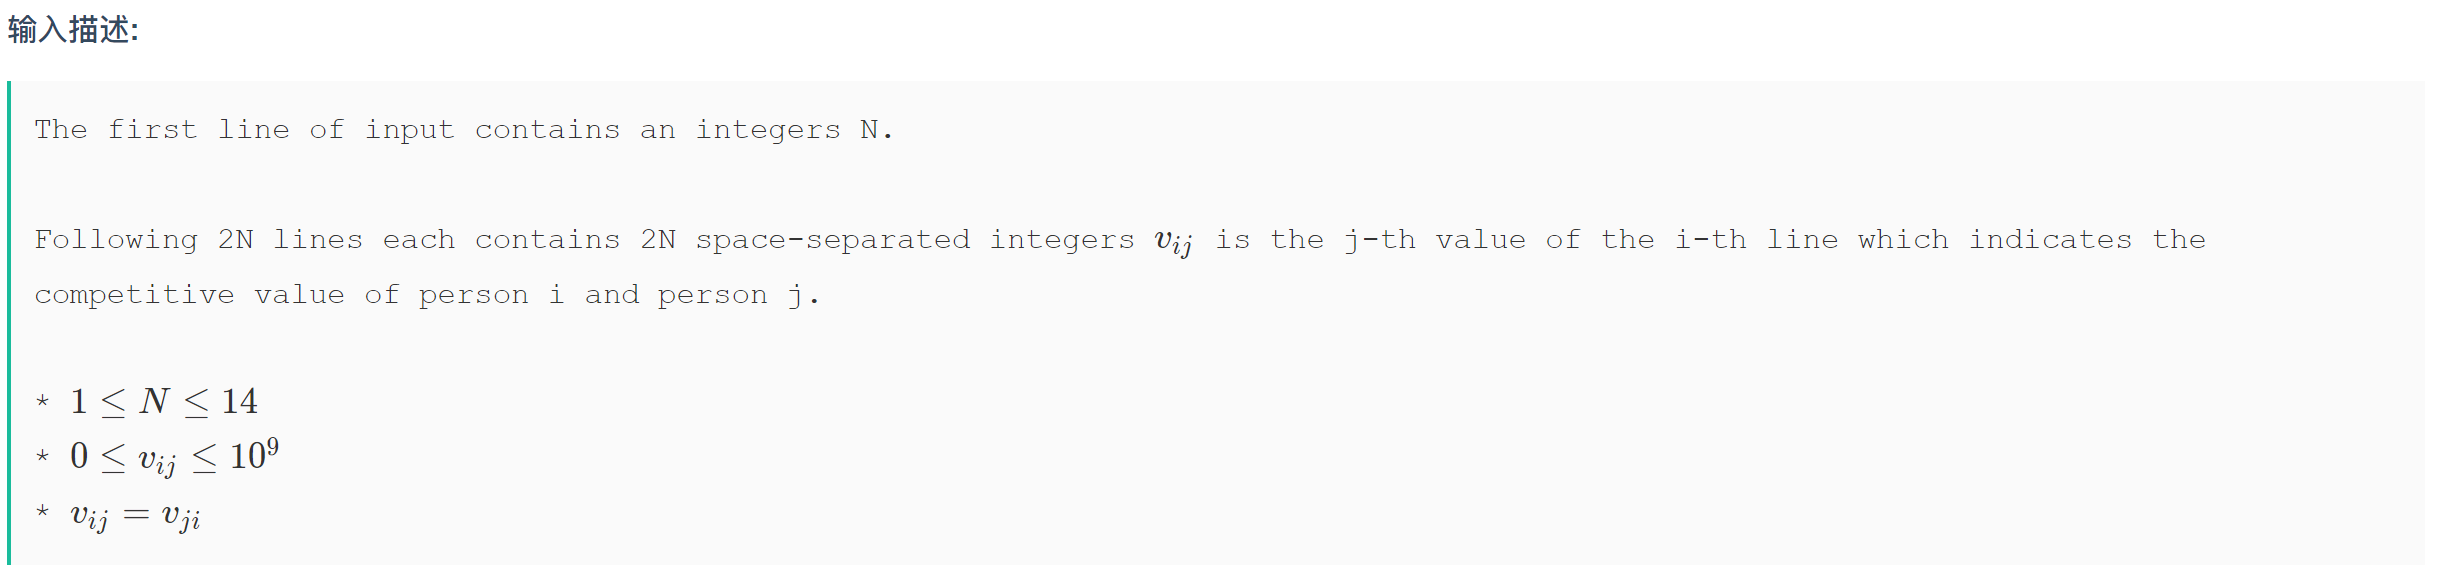 输入描述:
The first line of input contains an integers N.
Following 2N lines each contains 2N space-separated integers $v_{ij}$ is the j-th value of the i-th line which indicates the
competitive value of person i and person j.
* $1 \leq N \leq 14$
* $0 \leq v_{ij} \leq 10^9$
* $v_{ij} = v_{ji}$